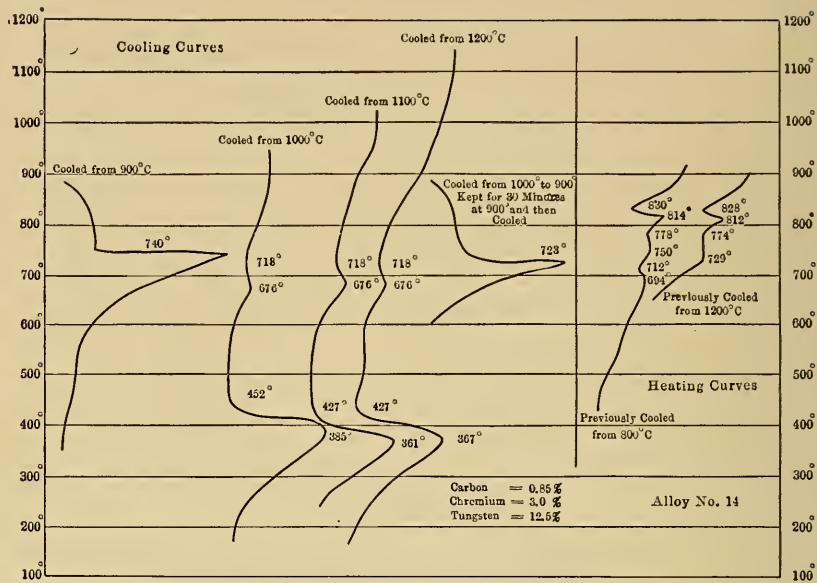 1200°
1200°
Cooling Curves
Cooled from 1200°C
1100°
1100°
Cooled from 1100°C
1000°
1000°
Cooled from 1000°C
900°
900°
Cooled from 900°C
Cooled from 1000° to 900°
Kept for 30 Minutes
at 900° and then
Cooled
830°
814°
828°
812°
800°
800°
740°
723°
778°
774°
750°
729°
718°
718°
718°
712°
700°
700°
676°
676°
676°
694°
Previously Cooled
from 1200°C
600°
600°
500°
500°
Heating Curves
452°
427°
427°
Previously Cooled
from 800°C
400°
400°
385°
361°
367°
300°
300°
Carbon = 0.85%
Chromium = 3.0%
Tungsten = 12.5%
Alloy No. 14
200°
200°
100°
100°